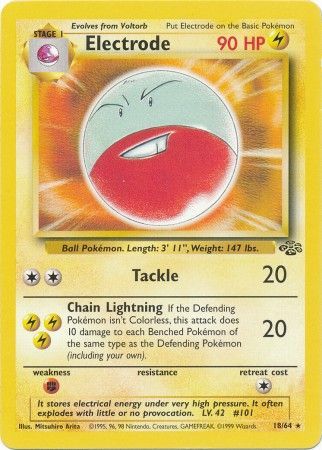 Evolves from Voltorb
Put Electrode on the Basic Pokémon
STAGE 1
Electrode
90 HP
Ball Pokémon. Length: 3' 11", Weight: 147 lbs.
Tackle 20
Chain Lightning If the Defending
Pokémon isn't Colorless, this attack does
10 damage to each Benched Pokémon of
the same type as the Defending Pokémon
(including your own).
20
weakness
resistance
retreat cost
It stores electrical energy under very high pressure. It often
explodes with little or no provocation. LV. 42 #101
Illus. Mitsuhiro Arita
©1995, 96, 98 Nintendo, Creatures, GAMEFREAK. ©1999 Wizards.
18/64 ★